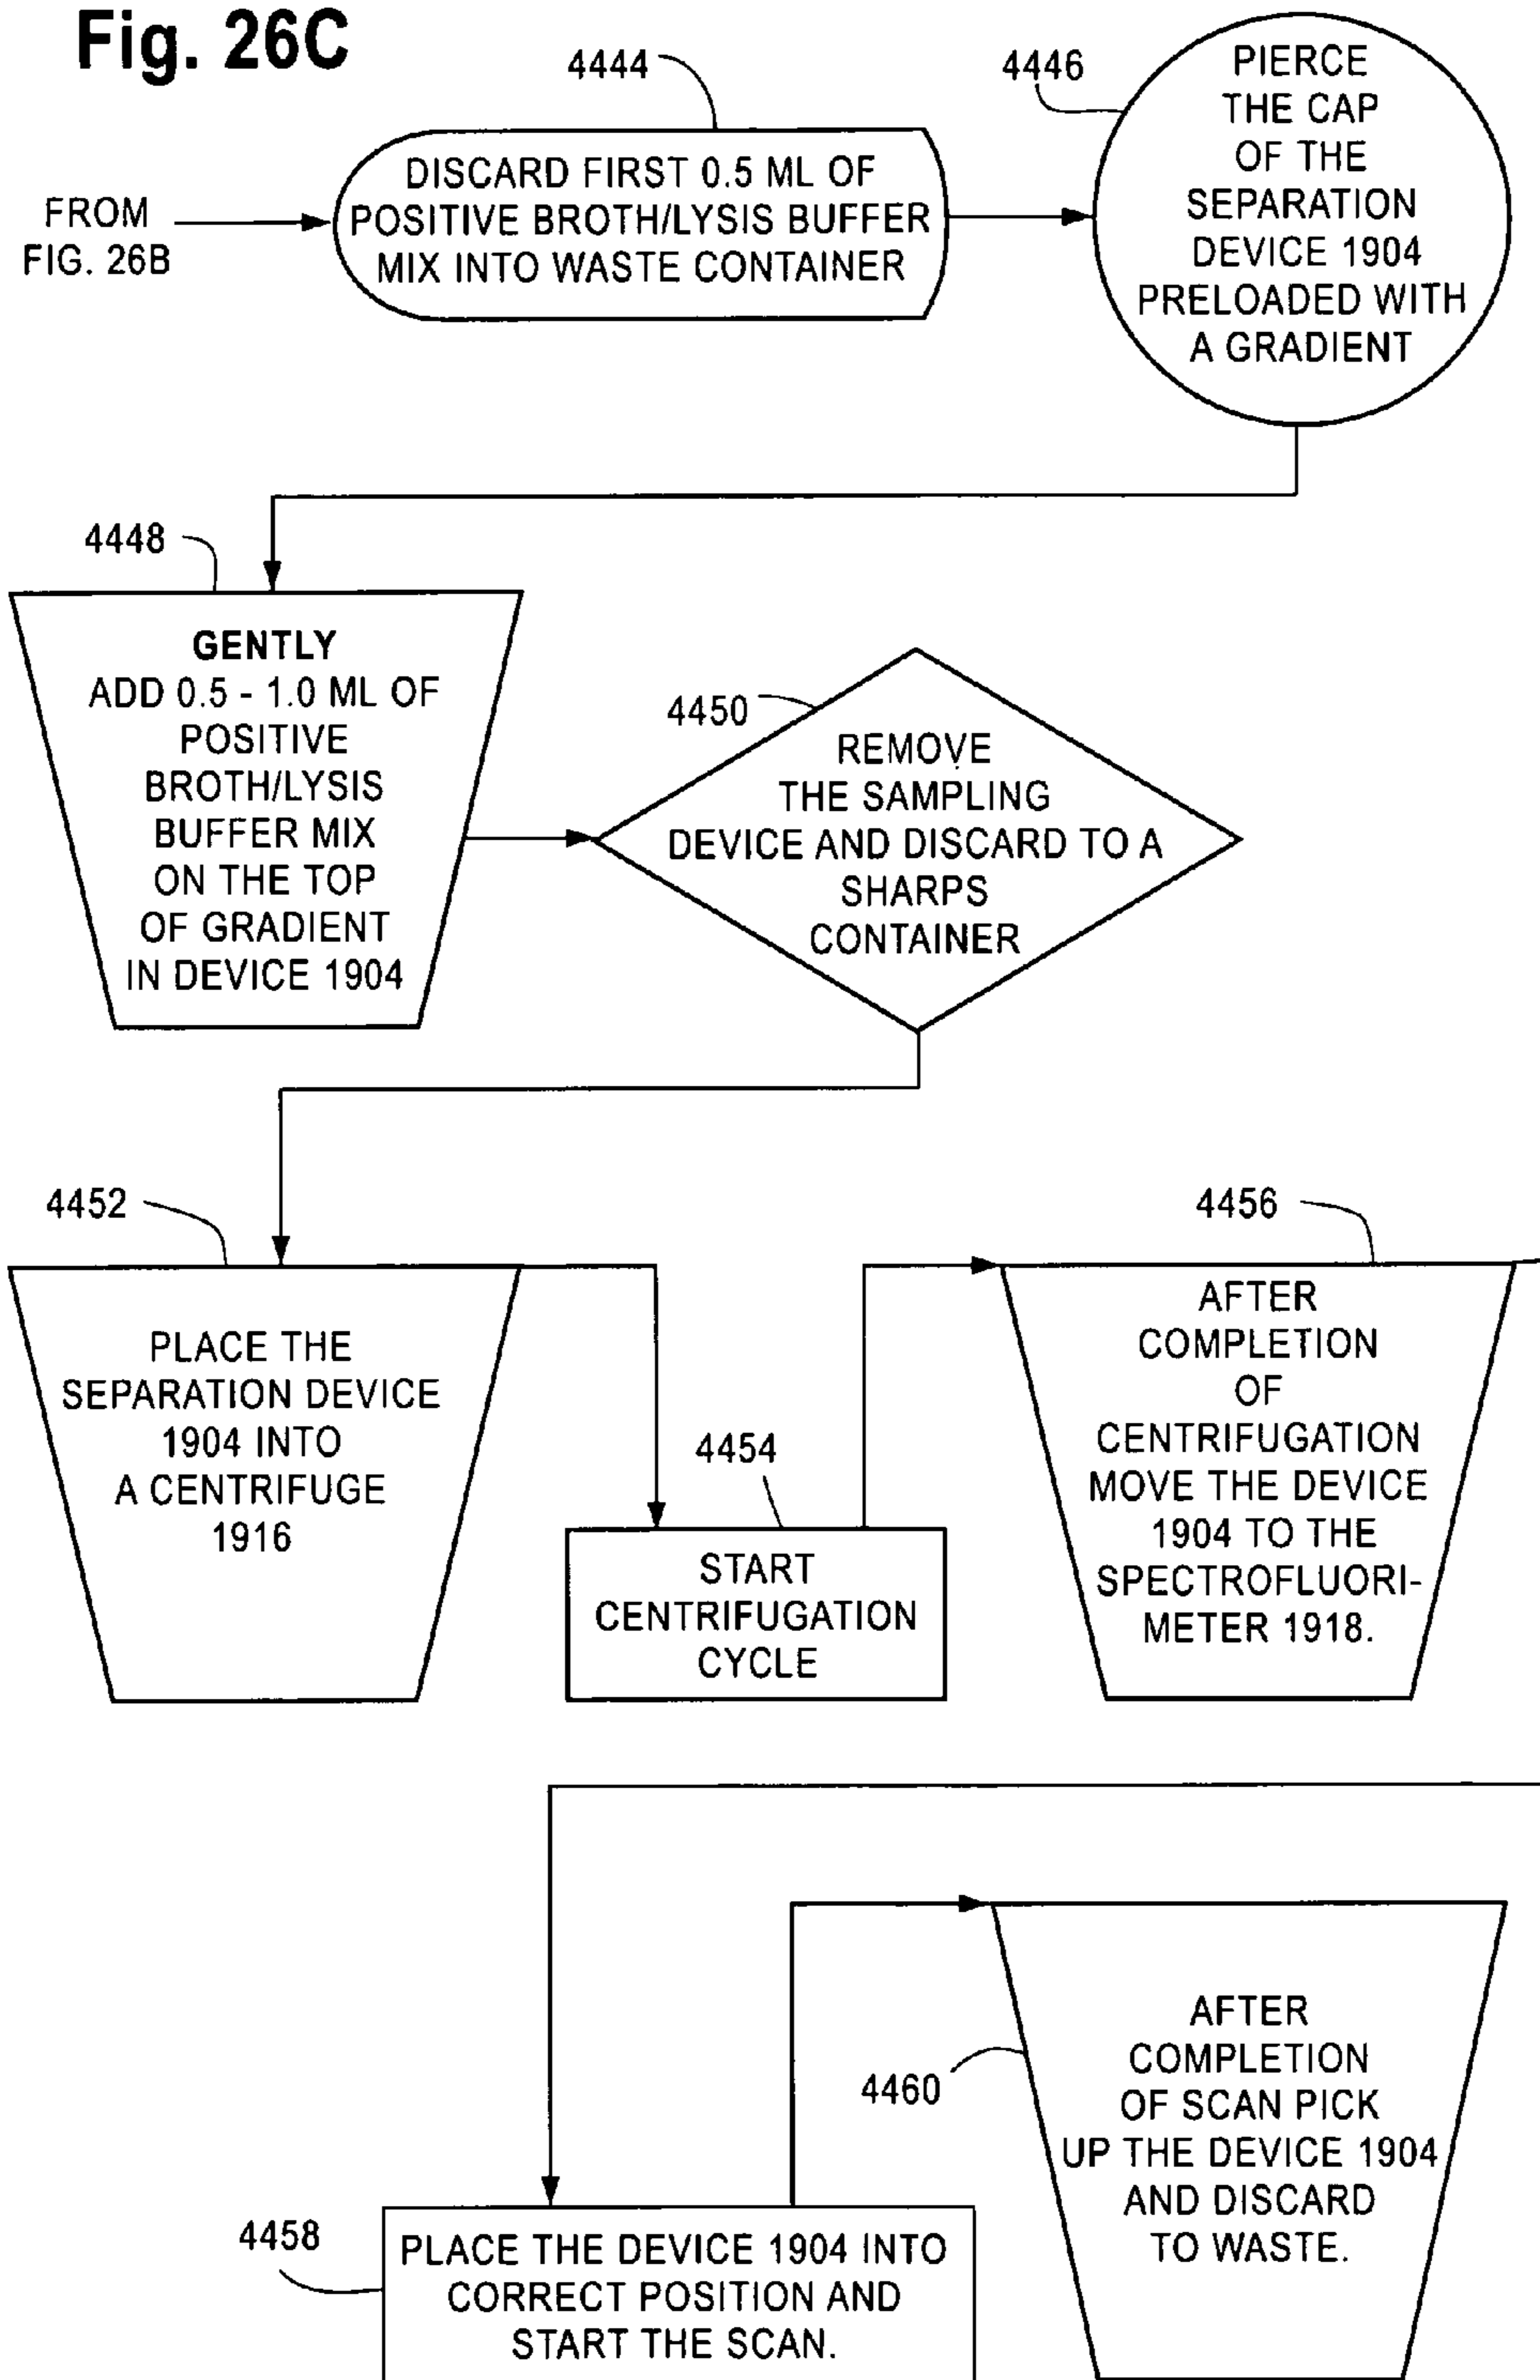 Fig. 26C
4444
4446
FROM
FIG. 26B
DISCARD FIRST 0.5 ML OF
POSITIVE BROTH/LYSIS BUFFER
MIX INTO WASTE CONTAINER
PIERCE
THE CAP
OF THE
SEPARATION
DEVICE 1904
PRELOADED WITH
A GRADIENT
4448
GENTLY
ADD 0.5 - 1.0 ML OF
POSITIVE
BROTH/LYSIS
BUFFER MIX
ON THE TOP
OF GRADIENT
IN DEVICE 1904
4450
REMOVE
THE SAMPLING
DEVICE AND DISCARD TO A
SHARPS
CONTAINER
4452
PLACE THE
SEPARATION DEVICE
1904 INTO
A CENTRIFUGE
1916
4454
START
CENTRIFUGATION
CYCLE
4456
AFTER
COMPLETION
OF
CENTRIFUGATION
MOVE THE DEVICE
1904 TO THE
SPECTROFLUORI-
METER 1918.
4458
PLACE THE DEVICE 1904 INTO
CORRECT POSITION AND
START THE SCAN.
4460
AFTER
COMPLETION
OF SCAN PICK
UP THE DEVICE 1904
AND DISCARD
TO WASTE.